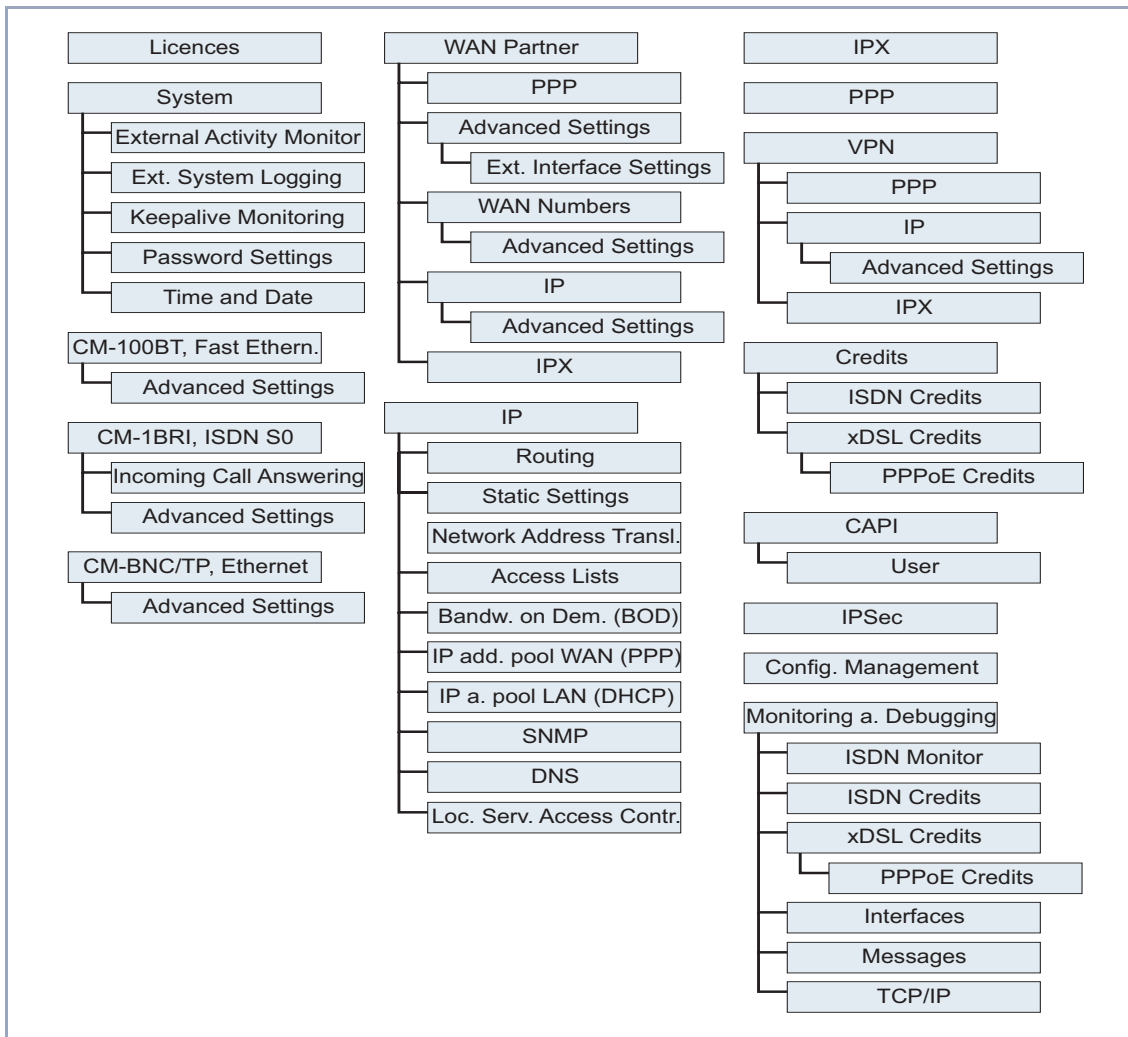 Licences
System
External Activity Monitor
Ext. System Logging
Keepalive Monitoring
Password Settings
Time and Date
CM-100BT, Fast Ethern.
Advanced Settings
CM-1BRI, ISDN S0
Incoming Call Answering
Advanced Settings
CM-BNC/TP, Ethernet
Advanced Settings
WAN Partner
PPP
Advanced Settings
Ext. Interface Settings
WAN Numbers
Advanced Settings
IP
Advanced Settings
IPX
IP
Routing
Static Settings
Network Address Transl.
Access Lists
Bandw. on Dem. (BOD)
IP add. pool WAN (PPP)
IP a. pool LAN (DHCP)
SNMP
DNS
Loc. Serv. Access Contr.
IPX
PPP
VPN
PPP
IP
Advanced Settings
IPX
Credits
ISDN Credits
xDSL Credits
PPPoE Credits
CAPI
User
IPSec
Config. Management
Monitoring a. Debugging
ISDN Monitor
ISDN Credits
xDSL Credits
PPPoE Credits
Interfaces
Messages
TCP/IP